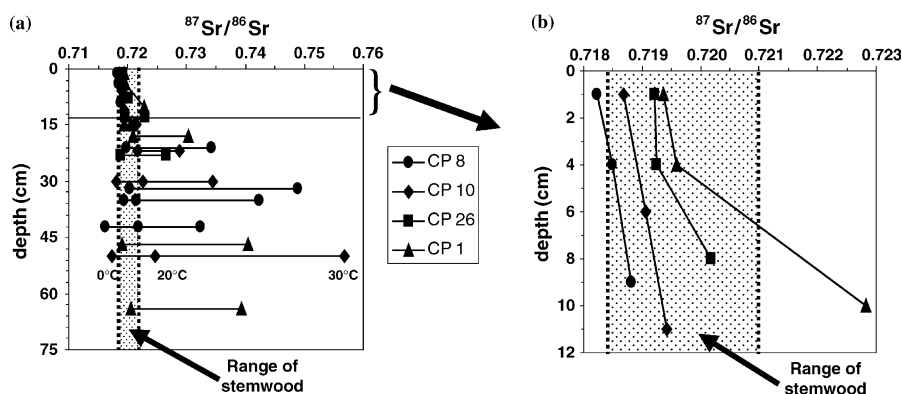 (a)
87Sr/86Sr
0.71 0.72 0.73 0.74 0.75 0.76
0
15
30
45
60
75
depth (cm)
0°C 20°C 30°C
Range of
stemwood
CP 8
CP 10
CP 26
CP 1
(b)
87Sr/86Sr
0.718 0.719 0.720 0.721 0.722 0.723
0
2
4
6
8
10
12
depth (cm)
Range of
stemwood